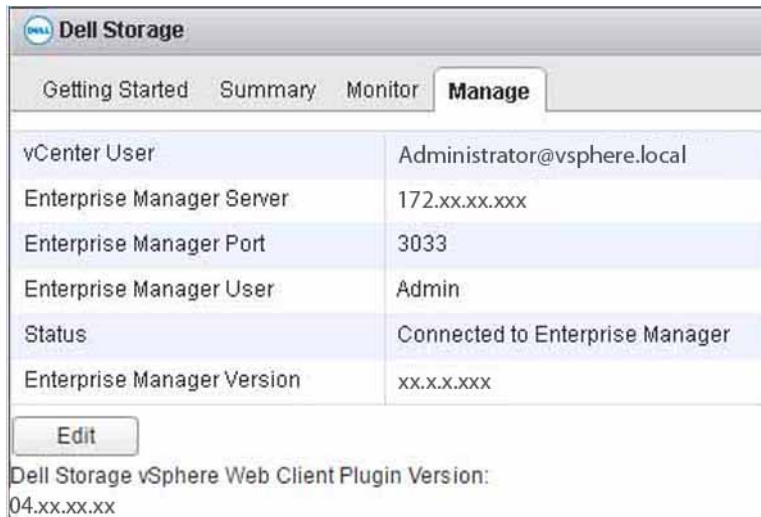 DELL Dell Storage
Getting Started Summary Monitor Manage
vCenter User Administrator@vsphere.local
Enterprise Manager Server 172.xx.xx.xxx
Enterprise Manager Port 3033
Enterprise Manager User Admin
Status Connected to Enterprise Manager
Enterprise Manager Version xx.x.x.xxx
Edit
Dell Storage vSphere Web Client Plugin Version:
04.xx.xx.xx